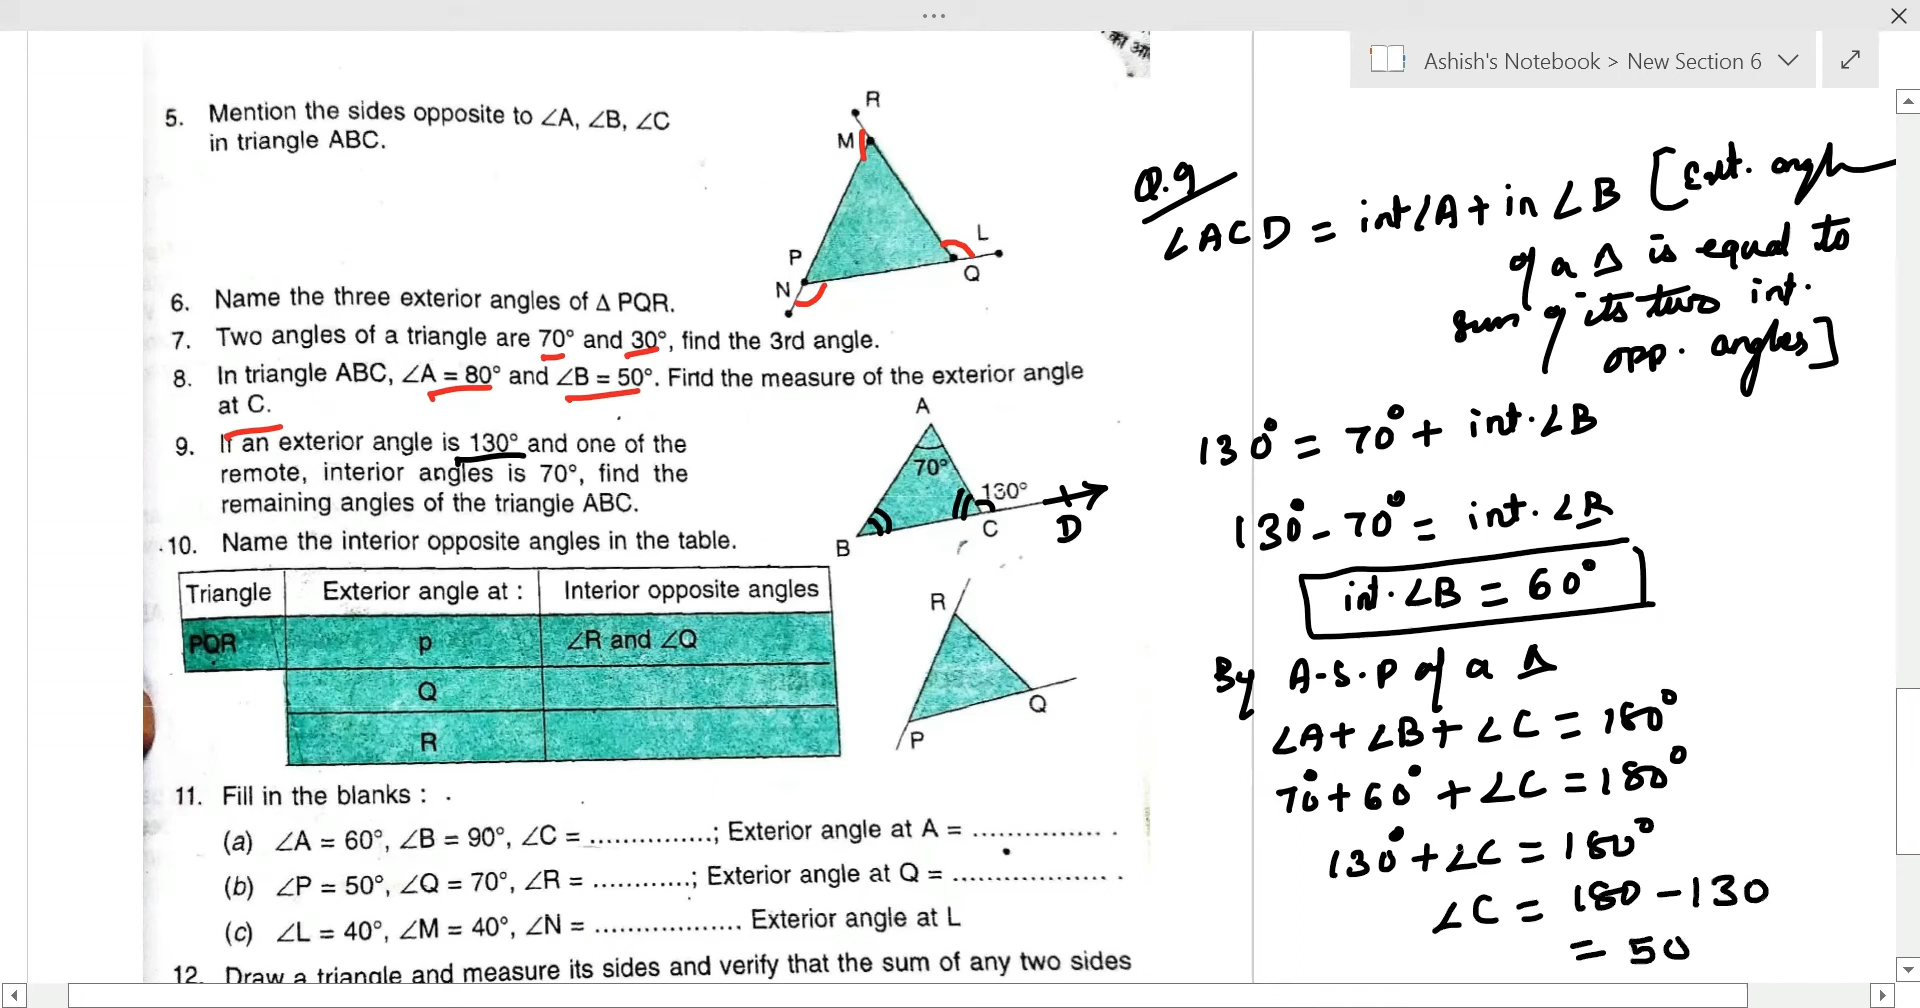 Ashish's Notebook > New Section 6
5. Mention the sides opposite to ∠A, ∠B, ∠C
in triangle ABC.
R
M
L
P
Q
N
6. Name the three exterior angles of Δ PQR.
7. Two angles of a triangle are 70° and 30°, find the 3rd angle.
8. In triangle ABC, ∠A = 80° and ∠B = 50°. Find the measure of the exterior angle
at C.
9. If an exterior angle is 130° and one of the
remote, interior angles is 70°, find the
remaining angles of the triangle ABC.
A
70°
130°
B
C
D
10. Name the interior opposite angles in the table.
Triangle Exterior angle at : Interior opposite angles
PQR p ∠R and ∠Q
Q
R
R
Q
P
11. Fill in the blanks :
(a) ∠A = 60°, ∠B = 90°, ∠C = ..............; Exterior angle at A = ...............
(b) ∠P = 50°, ∠Q = 70°, ∠R = ............; Exterior angle at Q = ...................
(c) ∠L = 40°, ∠M = 40°, ∠N = .................. Exterior angle at L
12. Draw a triangle and measure its sides and verify that the sum of any two sides
Q.9
∠ACD = int∠A + in∠B [Ext. angle
of a Δ is equal to
sum of its two int.
opp. angles]
130° = 70° + int.∠B
130° - 70° = int.∠B
int.∠B = 60°
By A.S.P of a Δ
∠A + ∠B + ∠C = 180°
70° + 60° + ∠C = 180°
130° + ∠C = 180°
∠C = 180 - 130
= 50